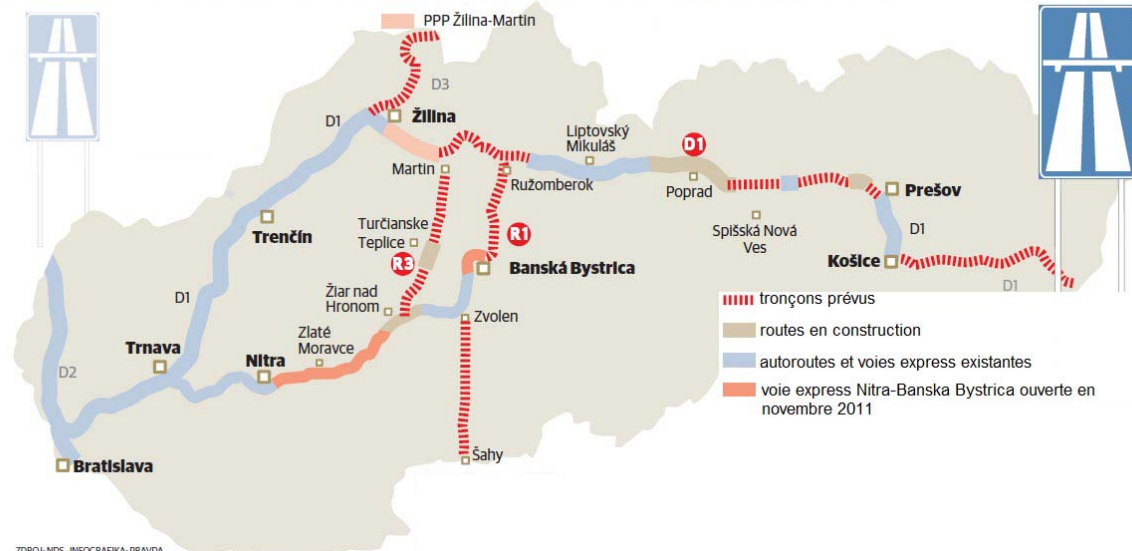 PPP Žilina-Martin
D3
Žilina
D1
Liptovský
Mikuláš
D1
Martin
Ružomberok
Poprad
Prešov
Turčianske
Teplice
Trenčín
Spišská Nová
Ves
D1
R1
R3
Banská Bystrica
Košice
D1
Žiar nad
Hronom
D1
Zvolen
Zlaté
Moravce
Trnava
Nitra
D2
Šahy
Bratislava
tronçons prévus
routes en construction
autoroutes et voies express existantes
voie express Nitra-Banska Bystrica ouverte en
novembre 2011
ZDROJ: NDS, INFOGRAFIKA: PRAVDA